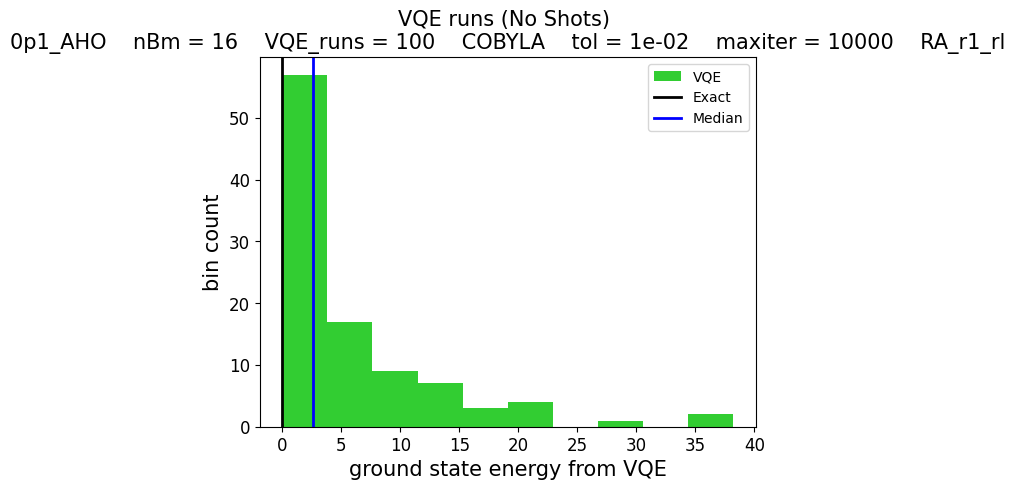 VQE runs (No Shots)
0p1_AHO nBm = 16 VQE_runs = 100 COBYLA tol = 1e-02 maxiter = 10000 RA_r1_rl
VQE
Exact
Median
bin count
50
40
30
20
10
0
0 5 10 15 20 25 30 35 40
ground state energy from VQE